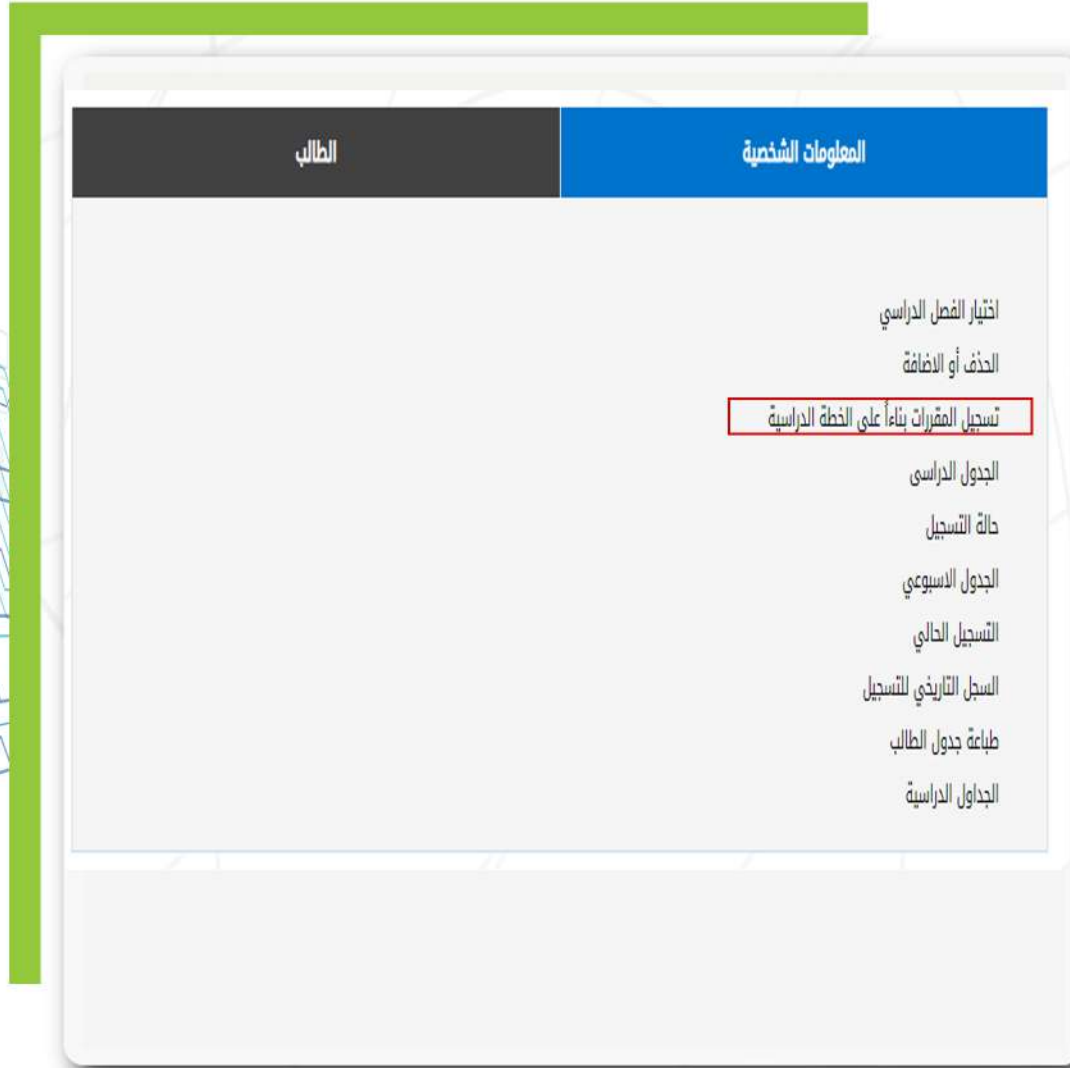 المعلومات الشخصية
الطالب
اختيار الفصل الدراسي
الحذف أو الاضافة
تسجيل المقررات بناءاً على الخطة الدراسية
الجدول الدراسى
حالة التسجيل
الجدول الاسبوعي
التسجيل الحالي
السجل التاريخي للتسجيل
طباعة جدول الطالب
الجداول الدراسية